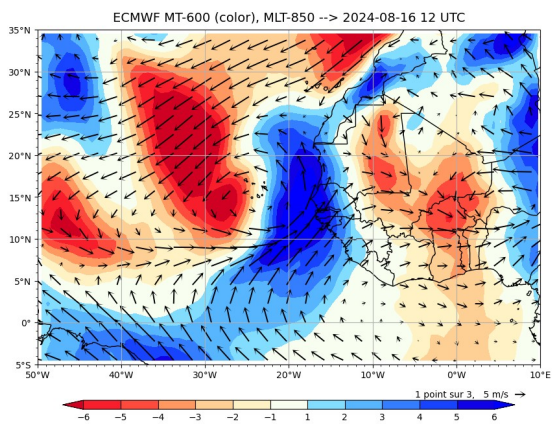 ECMWF MT-600 (color), MLT-850 --> 2024-08-16 12 UTC
35°N
30°N
25°N
20°N
15°N
10°N
5°N
0°
5°S
50°W 40°W 30°W 20°W 10°W 0°W 10°E
1 point sur 3, 5 m/s
−6 −5 −4 −3 −2 −1 1 2 3 4 5 6